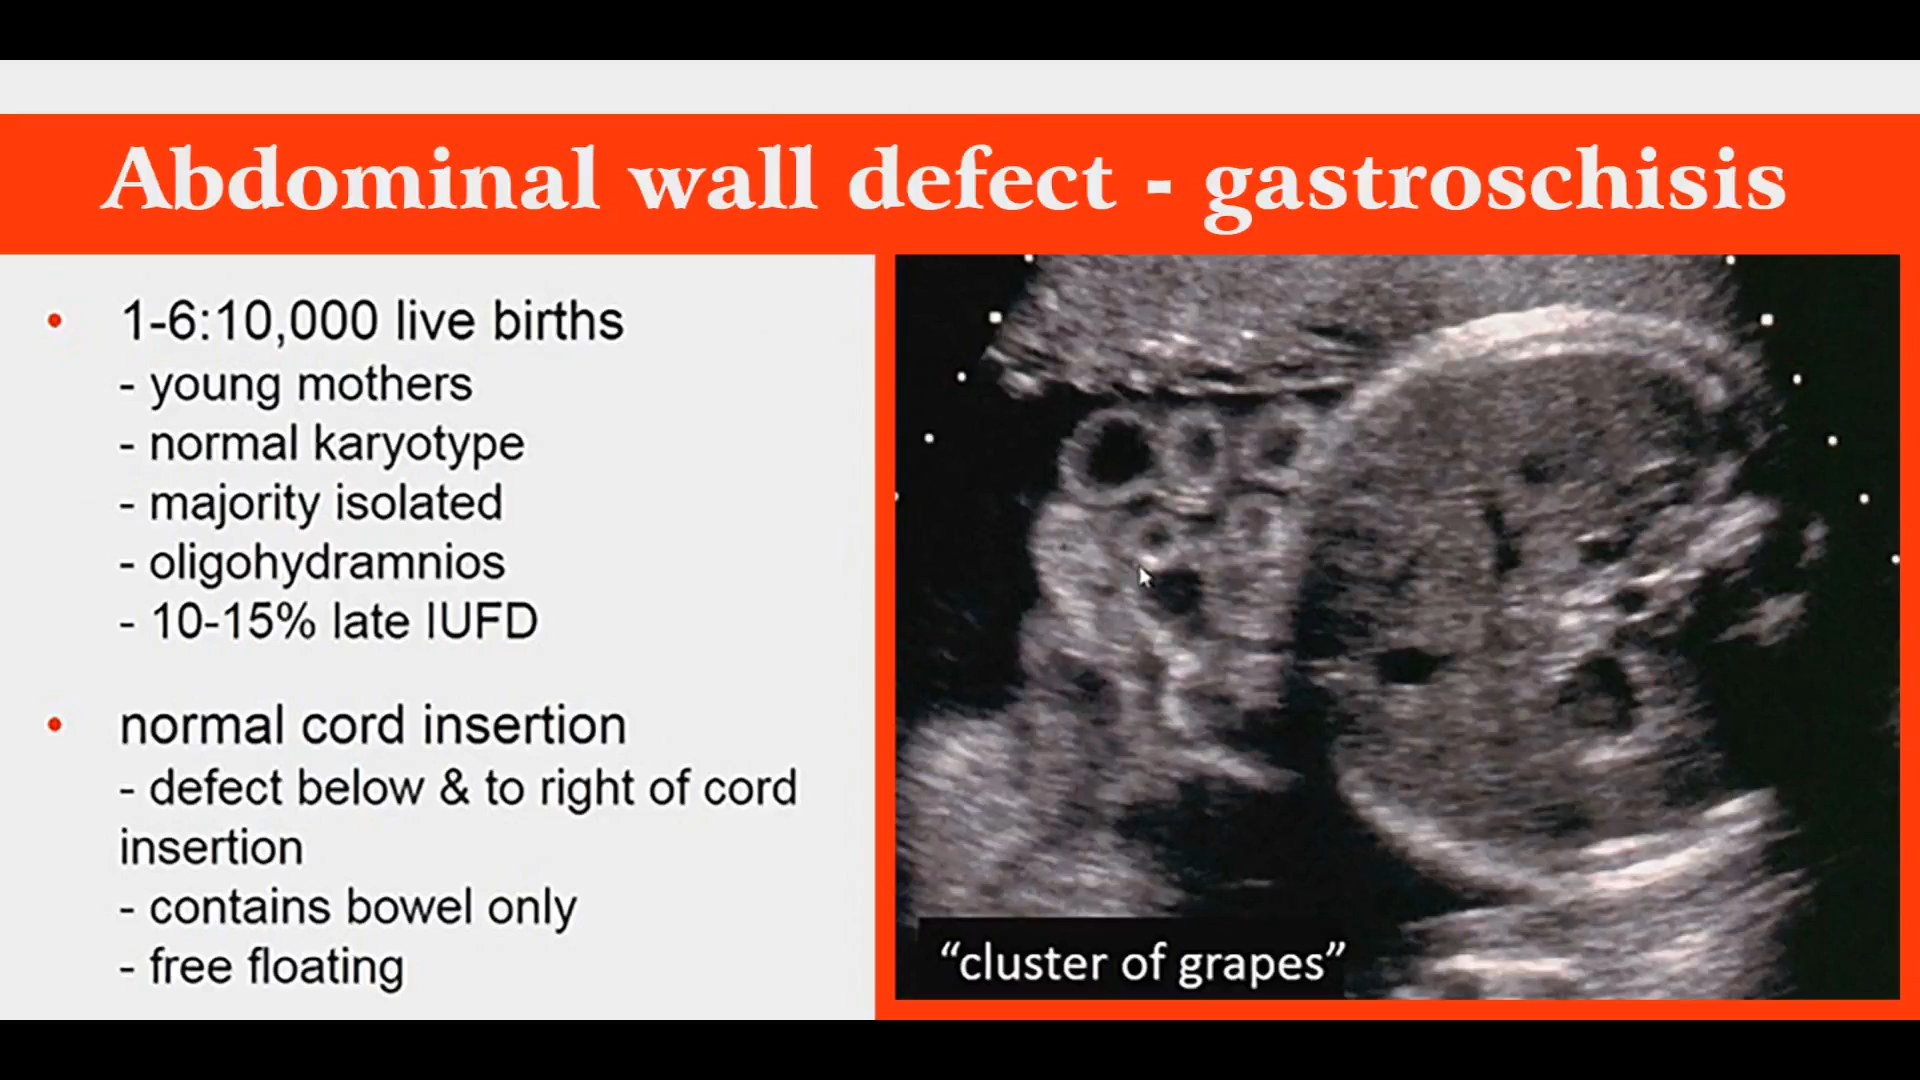 Abdominal wall defect - gastroschisis
• 1-6:10,000 live births
- young mothers
- normal karyotype
- majority isolated
- oligohydramnios
- 10-15% late IUFD
• normal cord insertion
- defect below & to right of cord
insertion
- contains bowel only
- free floating
“cluster of grapes”